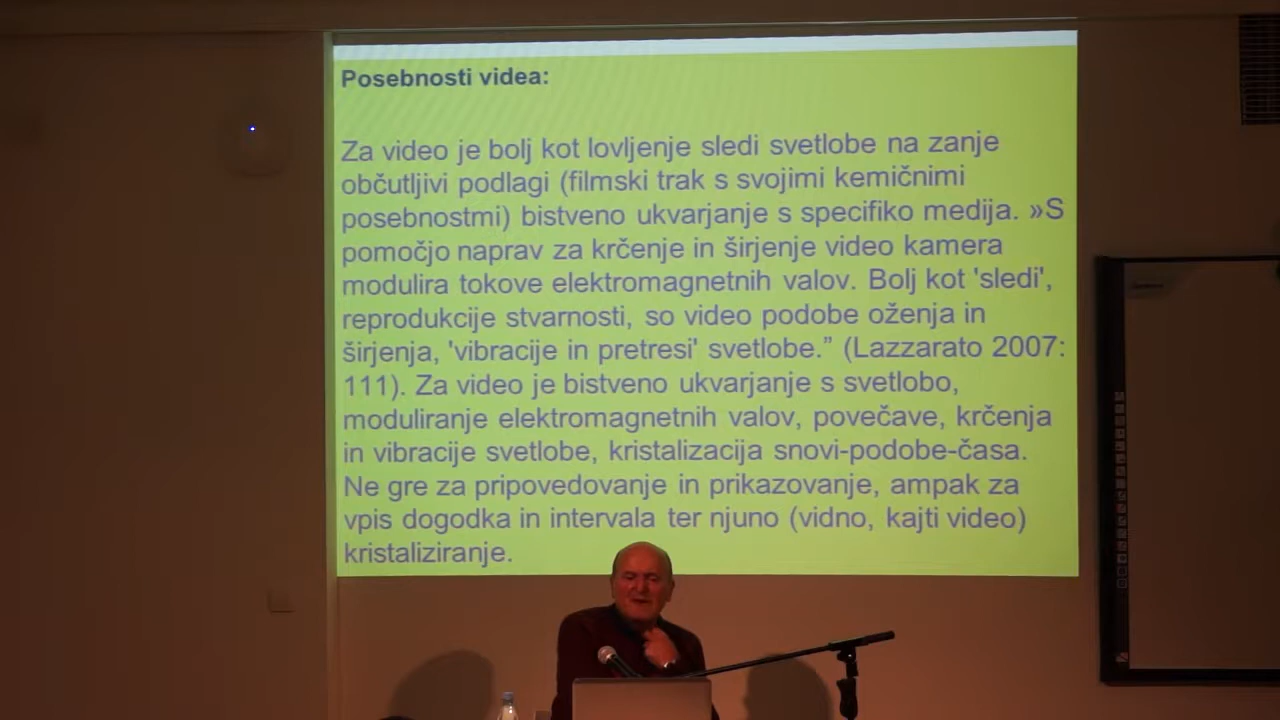 Posebnosti videa:
Za video je bolj kot lovljenje sledi svetlobe na zanje
občutljivi podlagi (filmski trak s svojimi kemičnimi
posebnostmi) bistveno ukvarjanje s specifiko medija. »S
pomočjo naprav za krčenje in širjenje video kamera
modulira tokove elektromagnetnih valov. Bolj kot 'sledi',
reprodukcije stvarnosti, so video podobe oženja in
širjenja, 'vibracije in pretresi' svetlobe.” (Lazzarato 2007:
111). Za video je bistveno ukvarjanje s svetlobo,
moduliranje elektromagnetnih valov, povečave, krčenja
in vibracije svetlobe, kristalizacija snovi-podobe-časa.
Ne gre za pripovedovanje in prikazovanje, ampak za
vpis dogodka in intervala ter njuno (vidno, kajti video)
kristaliziranje.